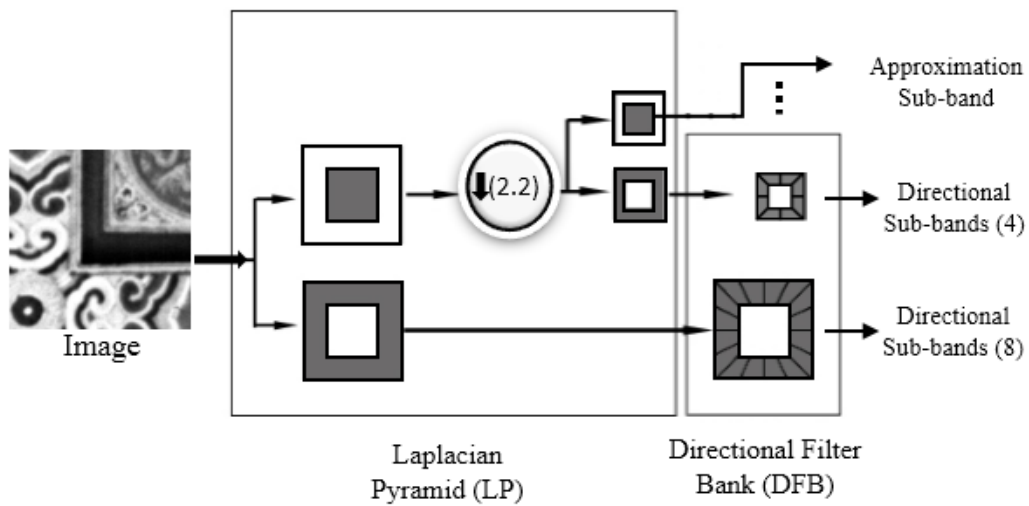 Approximation
Sub-band
(2.2)
Directional
Sub-bands (4)
Directional
Sub-bands (8)
Image
Laplacian
Pyramid (LP)
Directional Filter
Bank (DFB)